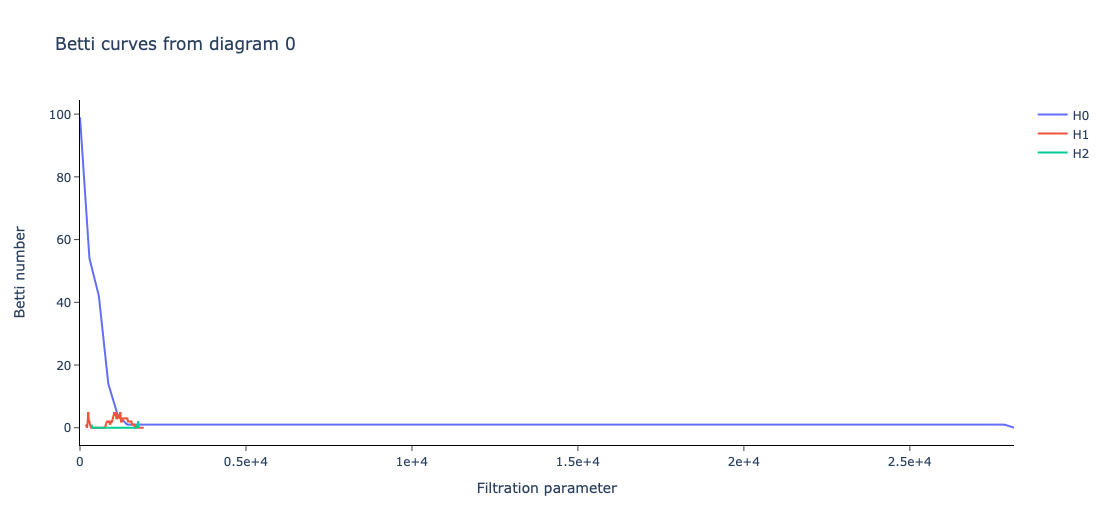 Betti curves from diagram 0
H0
H1
H2
100
80
60
40
20
0
Betti number
0
0.5e+4
1e+4
1.5e+4
2e+4
2.5e+4
Filtration parameter